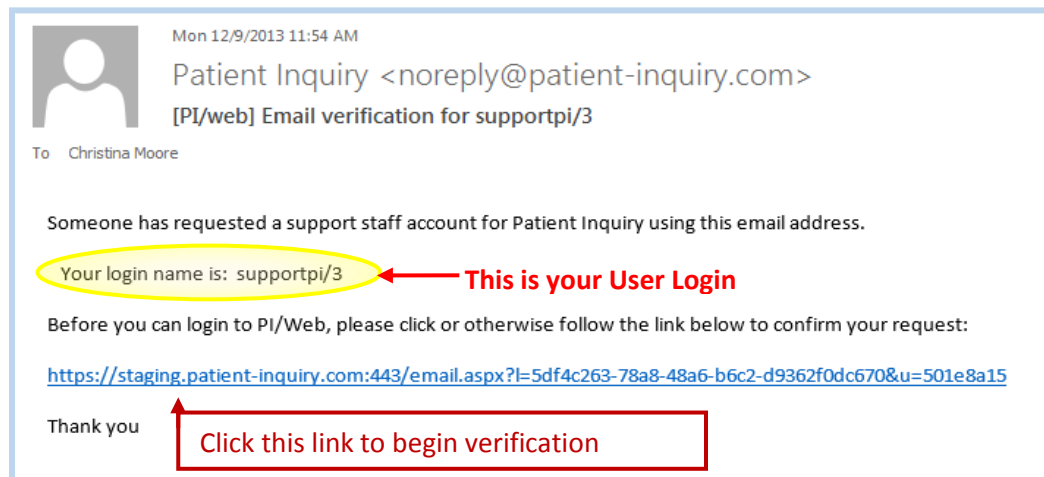 Mon 12/9/2013 11:54 AM
Patient Inquiry <noreply@patient-inquiry.com>
[PI/web] Email verification for supportpi/3
To Christina Moore
Someone has requested a support staff account for Patient Inquiry using this email address.
Your login name is: supportpi/3
This is your User Login
Before you can login to PI/Web, please click or otherwise follow the link below to confirm your request:
https://staging.patient-inquiry.com:443/email.aspx?l=5df4c263-78a8-48a6-b6c2-d9362f0dc670&u=501e8a15
Thank you
Click this link to begin verification